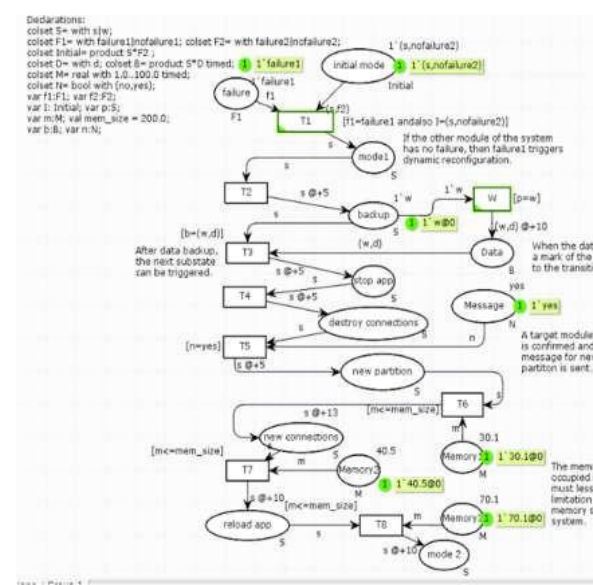 Declarations:
colset S= with s|w;
colset F1= with failure1|nofailure1; colset F2= with failure2|nofailure2;
colset Initial= product S*F2 ;
colset D= with d; colset B= product S*D timed;
colset M= real with 1.0..100.0 timed;
colset N= bool with (no,yes);
var f1:F1; var f2:F2;
var I: Initial; var p:S;
var m:M; val mem_size = 200.0;
var b:B; var n:N;
1 1`failure1
1`failure1
failure
F1
f1
1`(s,nofailure2)
initial mode
1 1`(s,nofailure2)
Initial
(s,f2)
T1
[f1=failure1 andalso I=(s,nofailure2)]
If the other module of the system
has no failure, then failure1 triggers
dynamic reconfiguration.
s
mode1
S
s
T2
s @+5
1`w
1`w
W
[p=w]
backup
S
1 1`w@0
s
(w,d) @+10
[b=(w,d)]
After data backup,
the next substate
can be triggered.
T3
(w,d)
Data
B
When the dat
a mark of the
to the transiti
s @+5
s
stop app
S
T4
s @+5
s
destroy connections
S
yes
Message
1 1`yes
N
n
[n=yes]
T5
A target module
is confirmed and
message for ne
partiton is sent.
s @+5
new partition
S
s
T6
[m<=mem_size]
m
s @+13
new connections
S
30.1
1 1`30.1@0
M
[m<=mem_size]
s
T7
m
40.5
Memory2
1 1`40.5@0
M
The mem
occupied
must less
limitation
memory s
system.
s @+10
[m<=mem_size]
reload app
S
s
T8
m
70.1
1 1`70.1@0
M
s @+10
mode 2
S